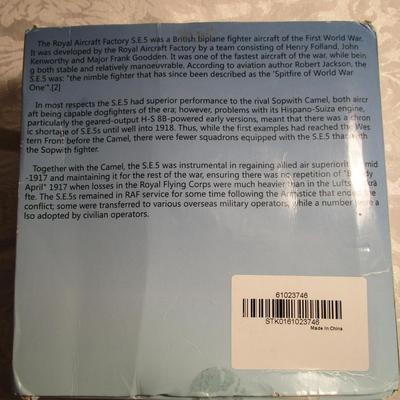 The Royal Aircraft Factory S.E.5 was a British biplane fighter aircraft of the First World War.
It was developed by the Royal Aircraft Factory by a team consisting of Henry Folland, John
Kenworthy and Major Frank Goodden. It was one of the fastest aircraft of the war, while bein
g both stable and relatively manoeuvrable. According to aviation author Robert Jackson, the
S.E.5 was: "the nimble fighter that has since been described as the 'Spitfire of World War
One'".[2]
In most respects the S.E.5 had superior performance to the rival Sopwith Camel, both aircr
aft being capable dogfighters of the era; however, problems with its Hispano-Suiza engine,
particularly the geared-output H-S 8B-powered early versions, meant that there was a chron
ic shortage of S.E.5s until well into 1918. Thus, while the first examples had reached the Wes
tern Front before the Camel, there were fewer squadrons equipped with the S.E.5 than with
the Sopwith fighter.
Together with the Camel, the S.E.5 was instrumental in regaining allied air superiority in mid
-1917 and maintaining it for the rest of the war, ensuring there was no repetition of "Bloody
April" 1917 when losses in the Royal Flying Corps were much heavier than in the Luftstreitkrä
fte. The S.E.5s remained in RAF service for some time following the Armistice that ended the
conflict; some were transferred to various overseas military operators, while a number were a
lso adopted by civilian operators.
61023746
STK0161023746
Made In China